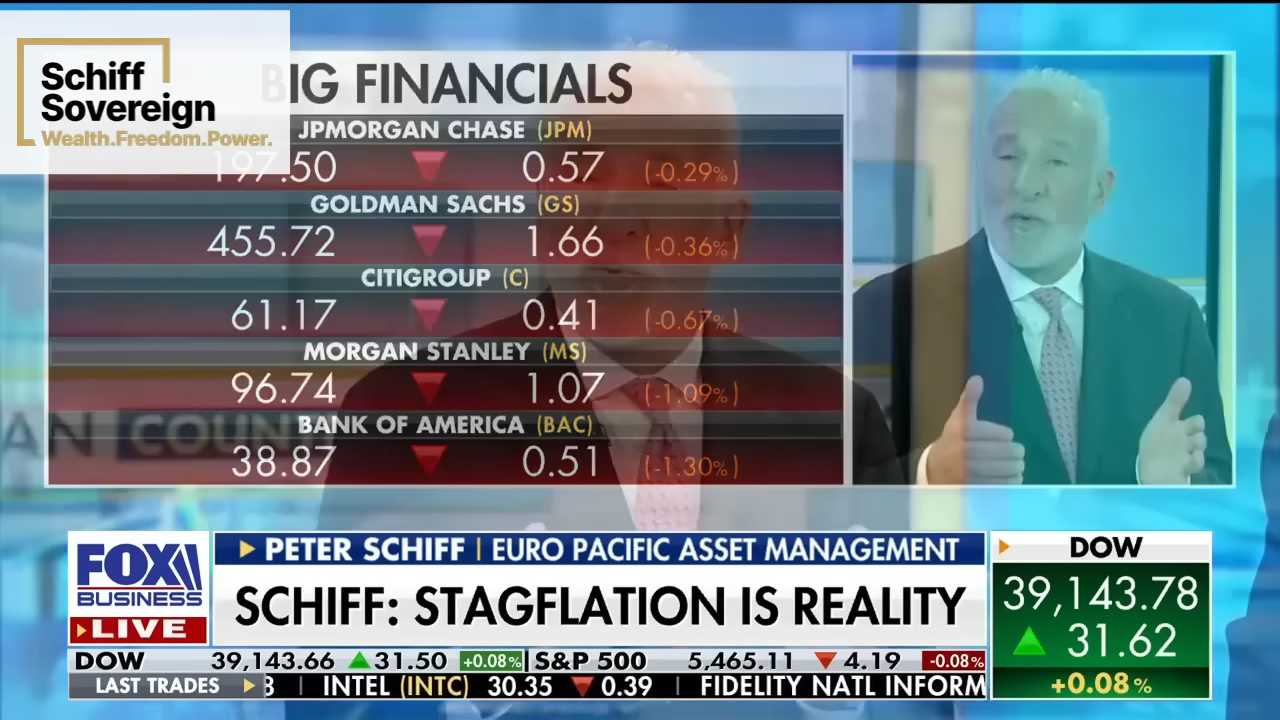 Schiff
Sovereign
Wealth.Freedom.Power.
BIG FINANCIALS
JPMORGAN CHASE (JPM)
197.50 ▼ 0.57 (-0.29%)
GOLDMAN SACHS (GS)
455.72 ▼ 1.66 (-0.36%)
CITIGROUP (C)
61.17 ▼ 0.41 (-0.67%)
MORGAN STANLEY (MS)
96.74 ▼ 1.07 (-1.09%)
BANK OF AMERICA (BAC)
38.87 ▼ 0.51 (-1.30%)
AN COUN
FOX
BUSINESS
LIVE
PETER SCHIFF | EURO PACIFIC ASSET MANAGEMENT
SCHIFF: STAGFLATION IS REALITY
DOW
39,143.78
▲ 31.62
+0.08%
DOW 39,143.66 ▲ 31.50 +0.08% S&P 500 5,465.11 ▼ 4.19 -0.08%
LAST TRADES 3 | INTEL (INTC) 30.35 ▼ 0.39 | FIDELITY NATL INFORM